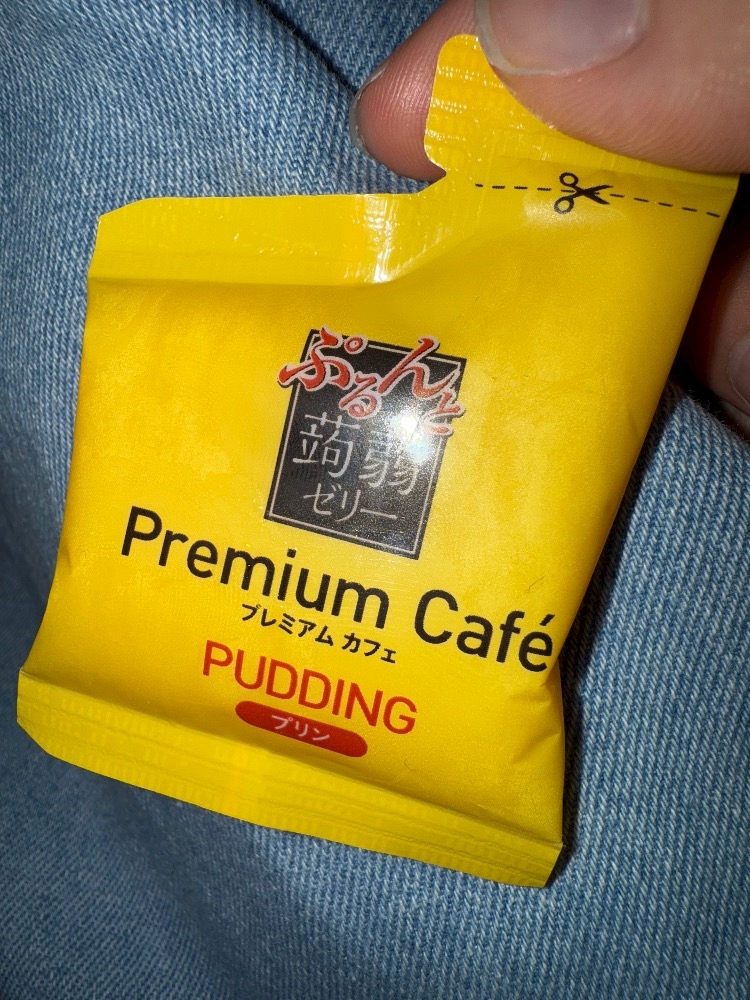 ぷるんと
蒟蒻
ゼリー
Premium Café
プレミアム カフェ
PUDDING
プリン